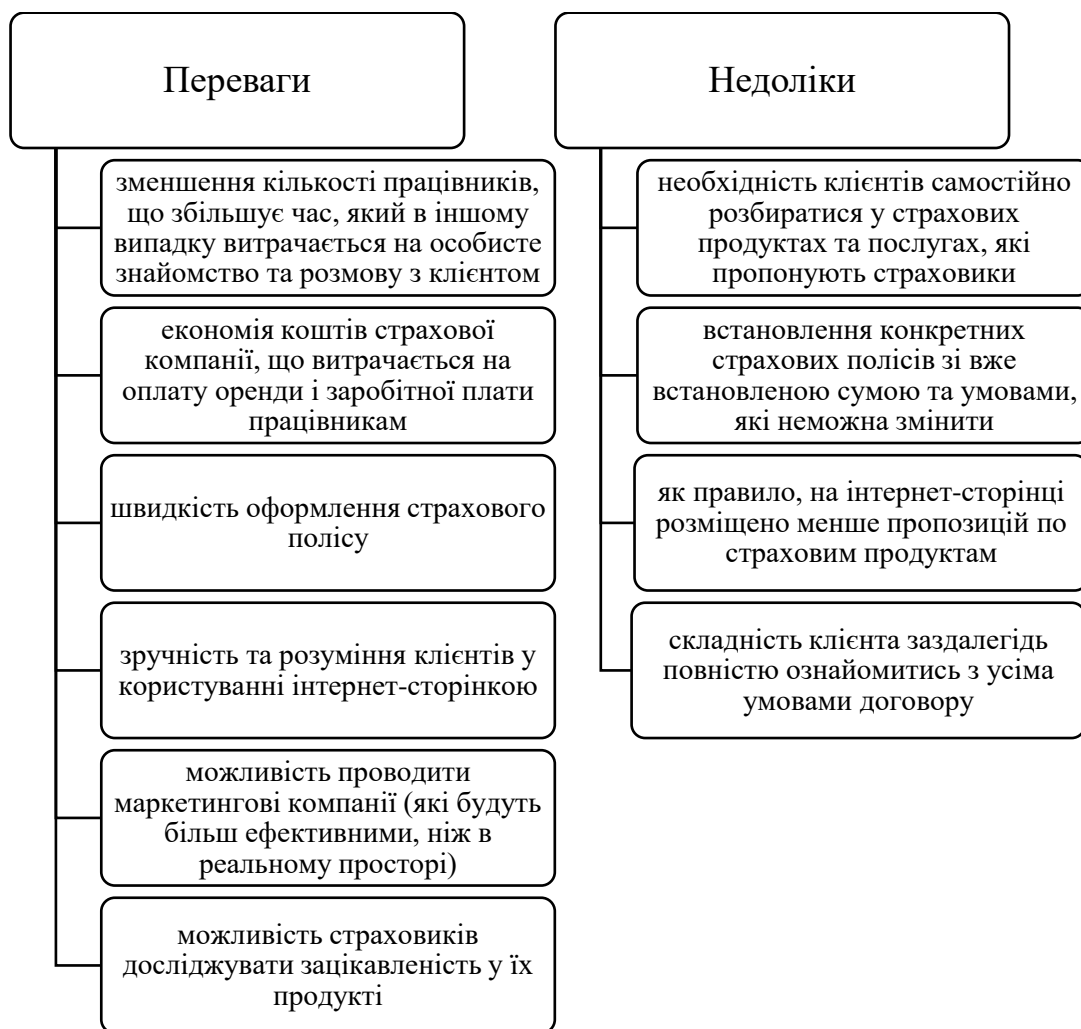 Переваги
зменшення кількості працівників,
що збільшує час, який в іншому
випадку витрачається на особисте
знайомство та розмову з клієнтом
економія коштів страхової
компанії, що витрачається на
оплату оренди і заробітної плати
працівникам
швидкість оформлення страхового
полісу
зручність та розуміння клієнтів у
користуванні інтернет-сторінкою
можливість проводити
маркетингові компанії (які будуть
більш ефективними, ніж в
реальному просторі)
можливість страховиків
досліджувати зацікавленість у їх
продукті
Недоліки
необхідність клієнтів самостійно
розбиратися у страхових
продуктах та послугах, які
пропонують страховики
встановлення конкретних
страхових полісів зі вже
встановленою сумою та умовами,
які неможна змінити
як правило, на інтернет-сторінці
розміщено менше пропозицій по
страховим продуктам
складність клієнта заздалегідь
повністю ознайомитись з усіма
умовами договору